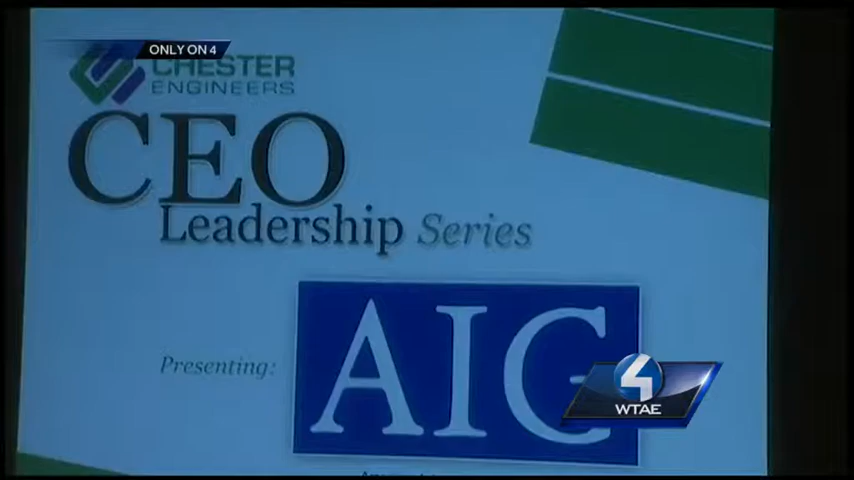 ONLY ON 4
CHESTER
ENGINEERS
CEO
Leadership Series
Presenting:
AIG
4
WTAE